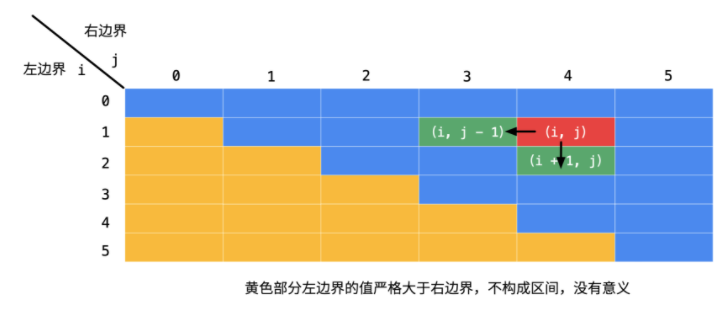 右边界
左边界 i j
0 1 2 3 4 5
0
1 (i, j - 1) (i, j)
2 (i + 1, j)
3
4
5
黄色部分左边界的值严格大于右边界，不构成区间，没有意义